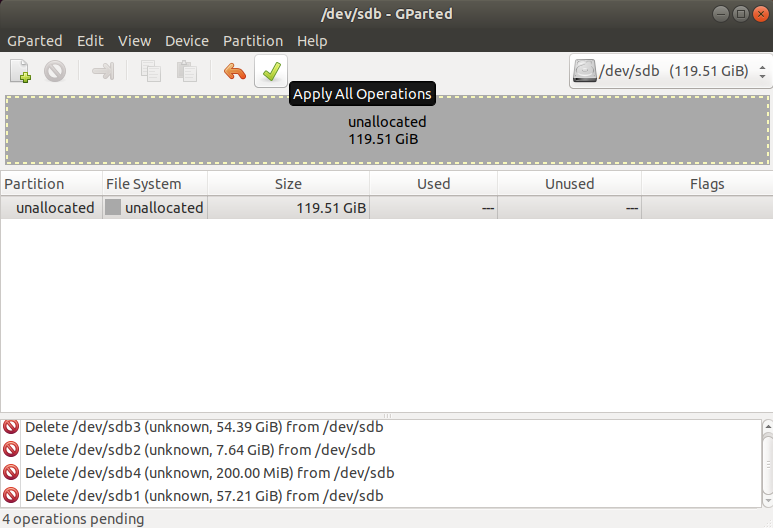 /dev/sdb - GParted
GParted Edit View Device Partition Help
/dev/sdb (119.51 GiB)
Apply All Operations
unallocated
119.51 GiB
Partition File System Size Used Unused Flags
unallocated unallocated 119.51 GiB --- ---
Delete /dev/sdb3 (unknown, 54.39 GiB) from /dev/sdb
Delete /dev/sdb2 (unknown, 7.64 GiB) from /dev/sdb
Delete /dev/sdb4 (unknown, 200.00 MiB) from /dev/sdb
Delete /dev/sdb1 (unknown, 57.21 GiB) from /dev/sdb
4 operations pending